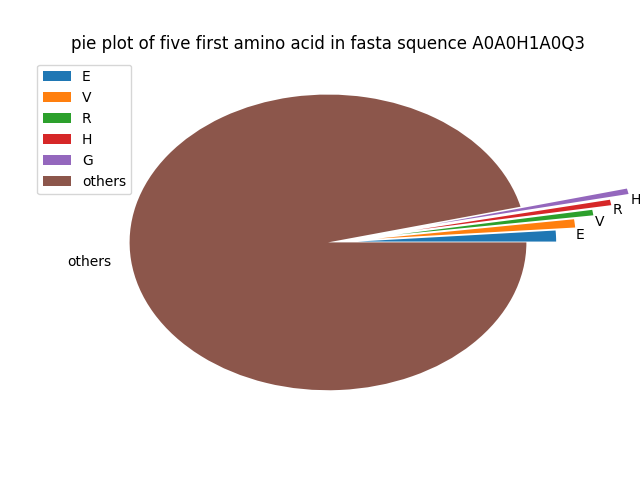 pie plot of five first amino acid in fasta squence A0A0H1A0Q3
E
V
R
H
G
others
H
R
V
E
others